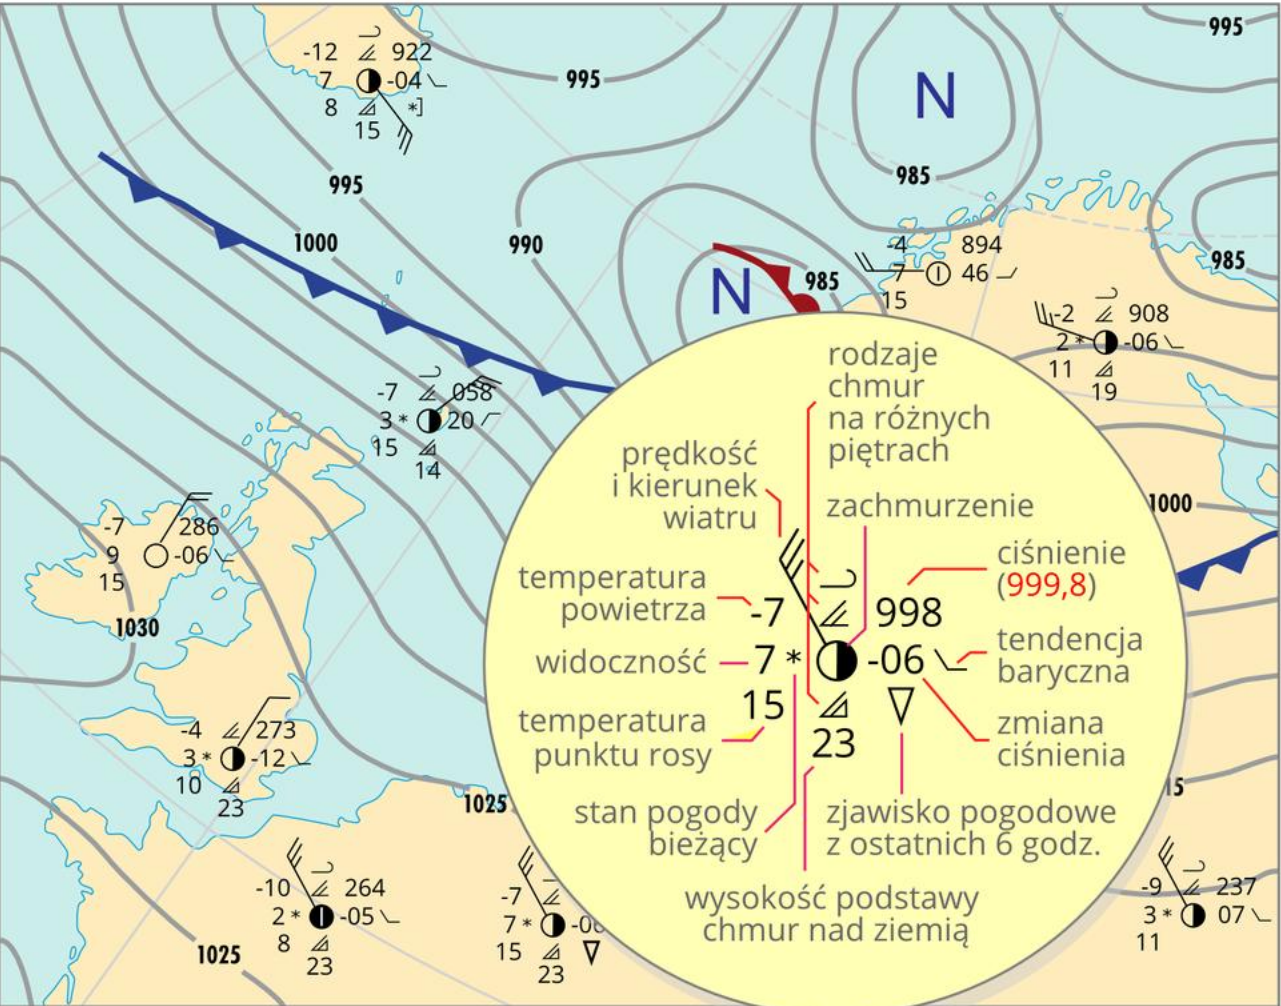 995
-12 922
7 -04
8 *]
15
995
N
985
995
1000
990
N
985
-4 894
7 46
15
985
-2 908
2 * -06
11
19
-7 058
3 * 20
15
14
-7 286
9 -06
15
1030
1000
-4 273
3 * -12
10
23
1025
15
-10 264
2 * -05
8
23
-7
7 * -06
15
23
1025
-9 237
3 * 07
11
rodzaje
chmur
na różnych
piętrach
prędkość
i kierunek
wiatru
zachmurzenie
temperatura
powietrza
ciśnienie
(999,8)
-7 998
widoczność
7 * -06
tendencja
baryczna
15
23
temperatura
punktu rosy
zmiana
ciśnienia
stan pogody
bieżący
zjawisko pogodowe
z ostatnich 6 godz.
wysokość podstawy
chmur nad ziemią